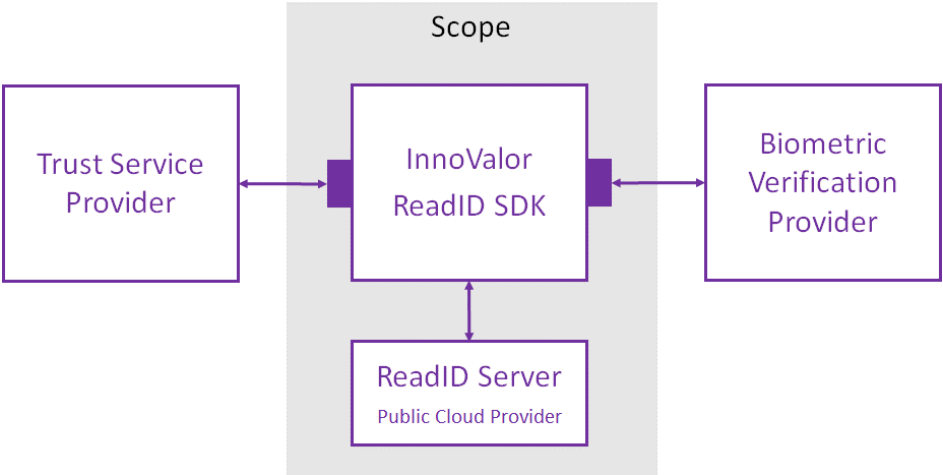 Scope
Trust Service
Provider
InnoValor
ReadID SDK
Biometric
Verification
Provider
ReadID Server
Public Cloud Provider